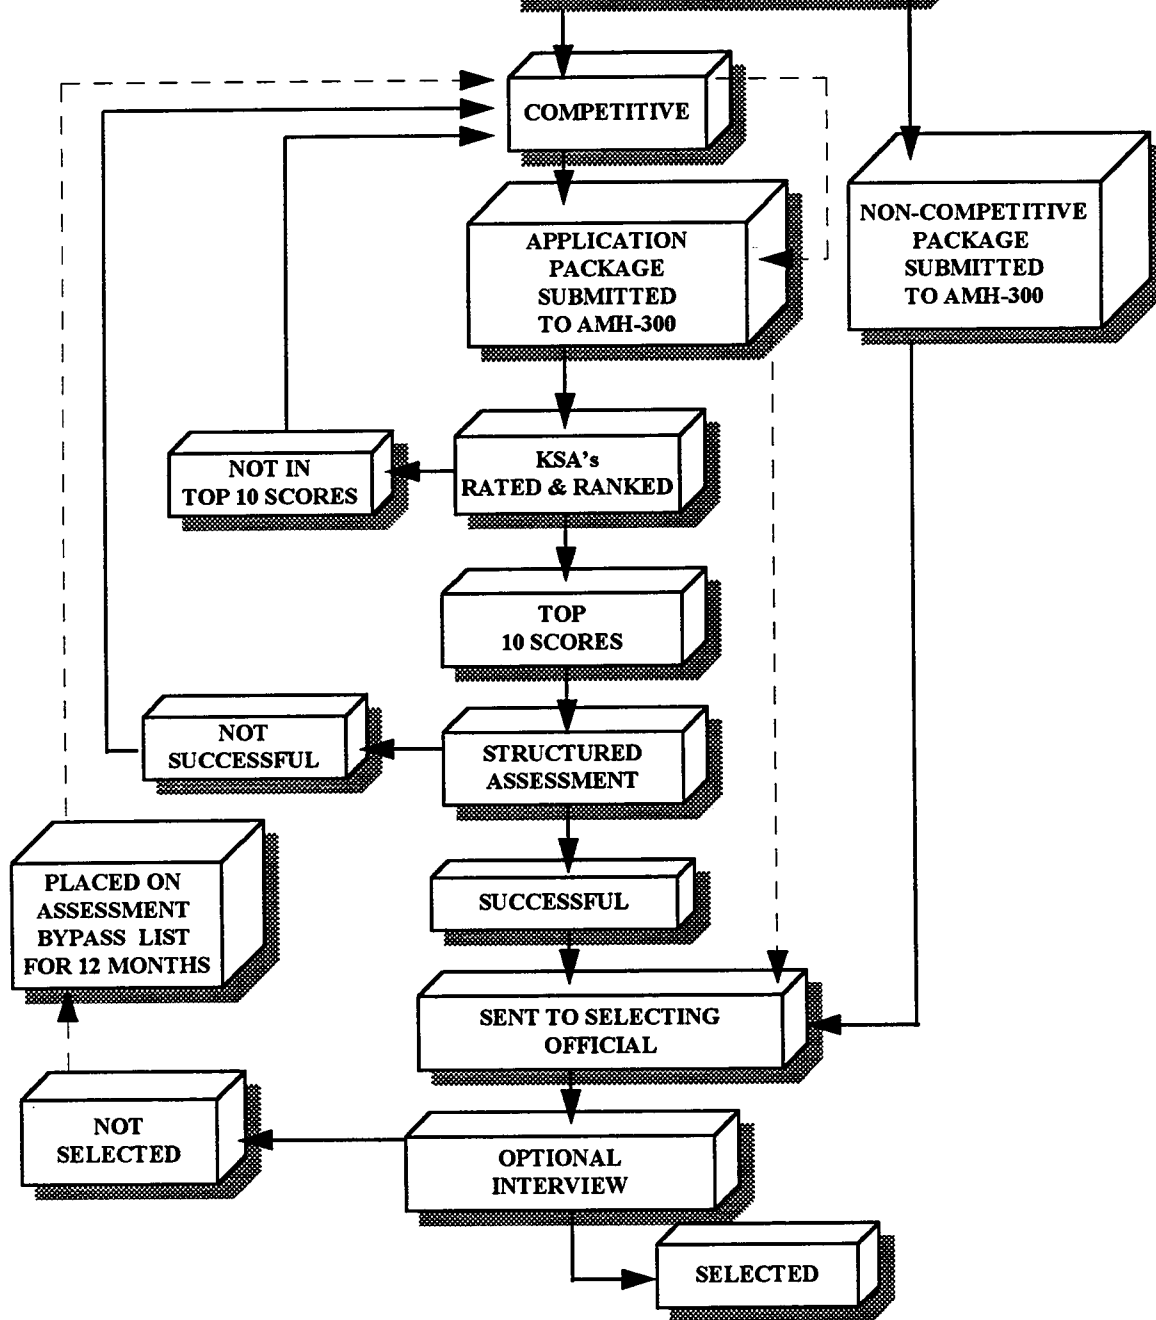 COMPETITIVE
NON-COMPETITIVE
PACKAGE
SUBMITTED
TO AMH-300
APPLICATION
PACKAGE
SUBMITTED
TO AMH-300
NOT IN
TOP 10 SCORES
KSA's
RATED & RANKED
TOP
10 SCORES
NOT
SUCCESSFUL
STRUCTURED
ASSESSMENT
PLACED ON
ASSESSMENT
BYPASS LIST
FOR 12 MONTHS
SUCCESSFUL
SENT TO SELECTING
OFFICIAL
NOT
SELECTED
OPTIONAL
INTERVIEW
SELECTED